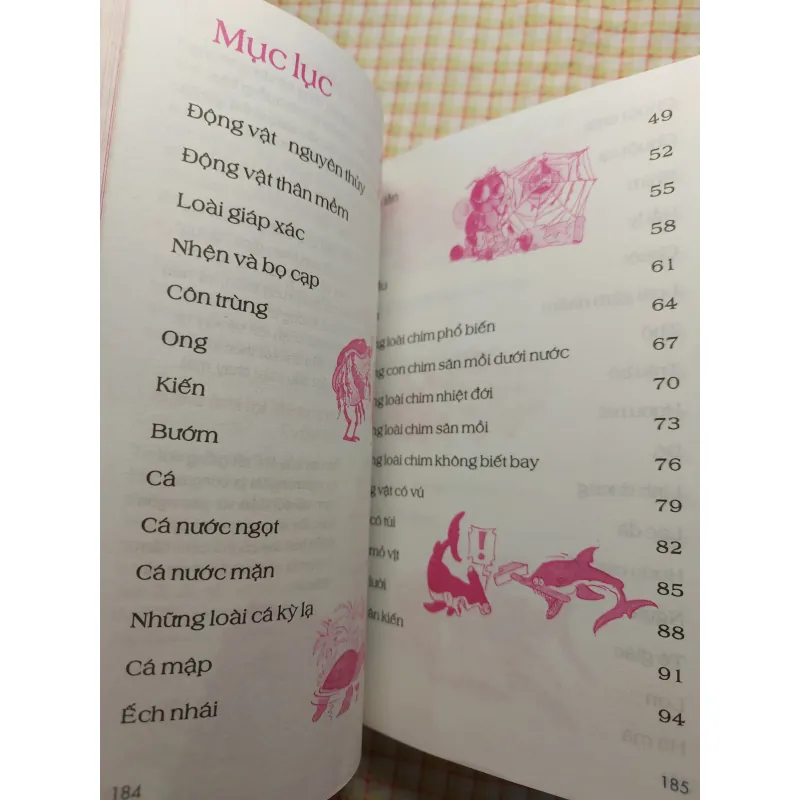 Mục lục
Động vật nguyên thủy
Động vật thân mềm
Loài giáp xác
Nhện và bọ cạp
Côn trùng
Ong
Kiến
Bướm
Cá
Cá nước ngọt
Cá nước mặn
Những loài cá kỳ lạ
Cá mập
Ếch nhái
184
49
52
55
58
61
64
loài chim phổ biến 67
con chim săn mồi dưới nước 70
loài chim nhiệt đới 73
loài chim săn mồi 76
loài chim không biết bay 79
vật có vú 82
có túi 85
mỏ vịt 88
lười 91
ăn kiến 94
!
185